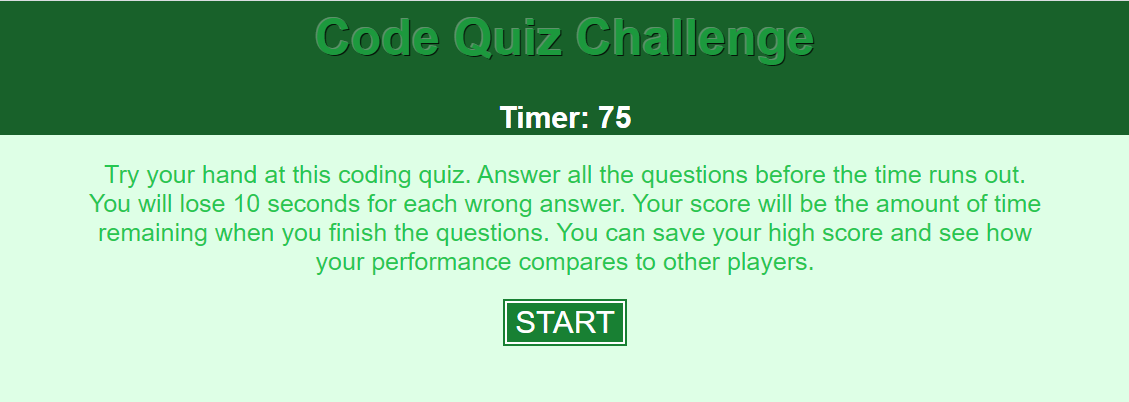 Code Quiz Challenge
Timer: 75
Try your hand at this coding quiz. Answer all the questions before the time runs out.
You will lose 10 seconds for each wrong answer. Your score will be the amount of time
remaining when you finish the questions. You can save your high score and see how
your performance compares to other players.
START